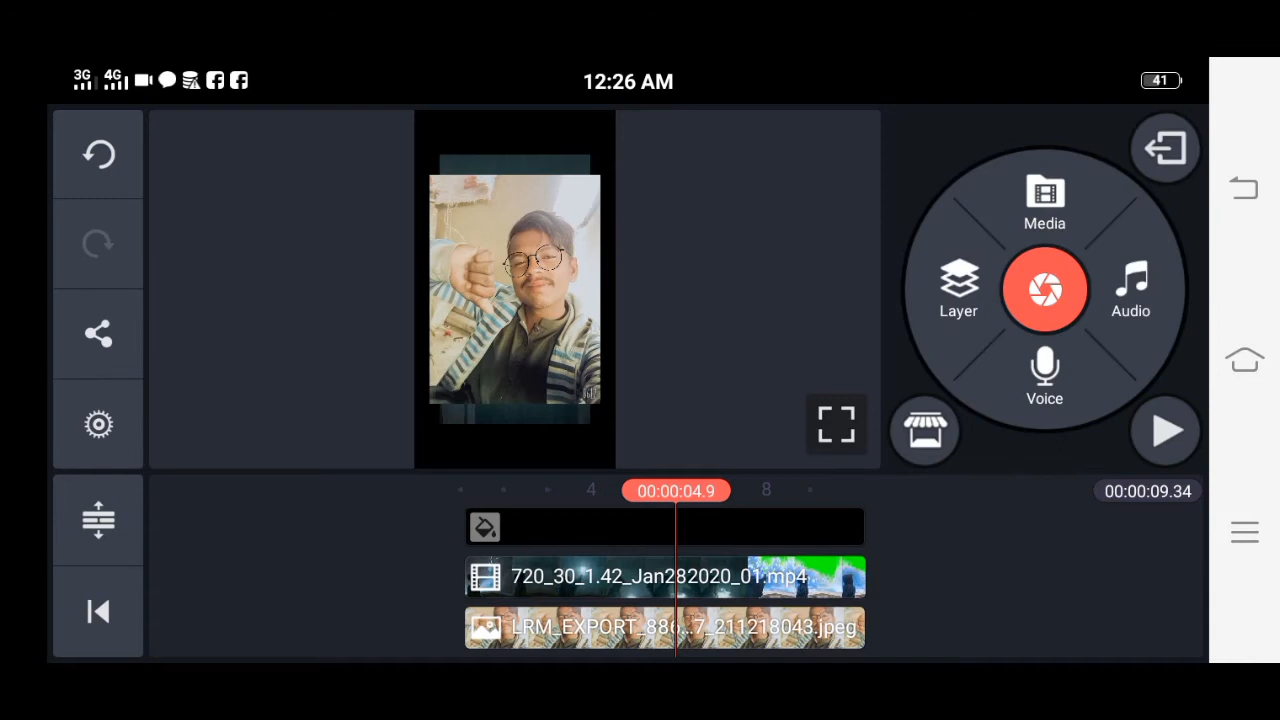 3G 4G 12:26 AM 41
Media
Layer
Audio
Voice
4 00:00:04.9 8 00:00:09.34
720_30_1.42_Jan282020_01.mp4
LRM_EXPORT_886...7_211218043.jpeg